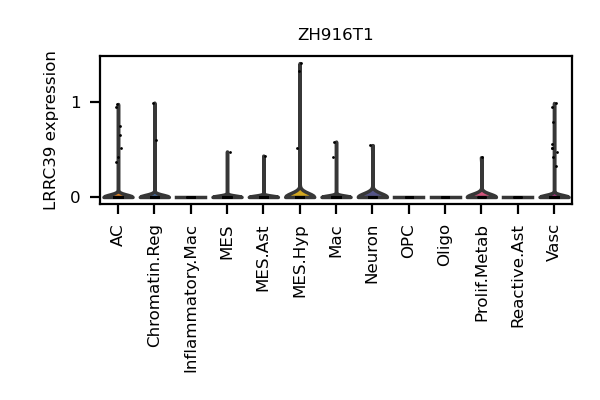 ZH916T1
LRRC39 expression
1
0
AC
Chromatin.Reg
Inflammatory.Mac
MES
MES.Ast
MES.Hyp
Mac
Neuron
OPC
Oligo
Prolif.Metab
Reactive.Ast
Vasc